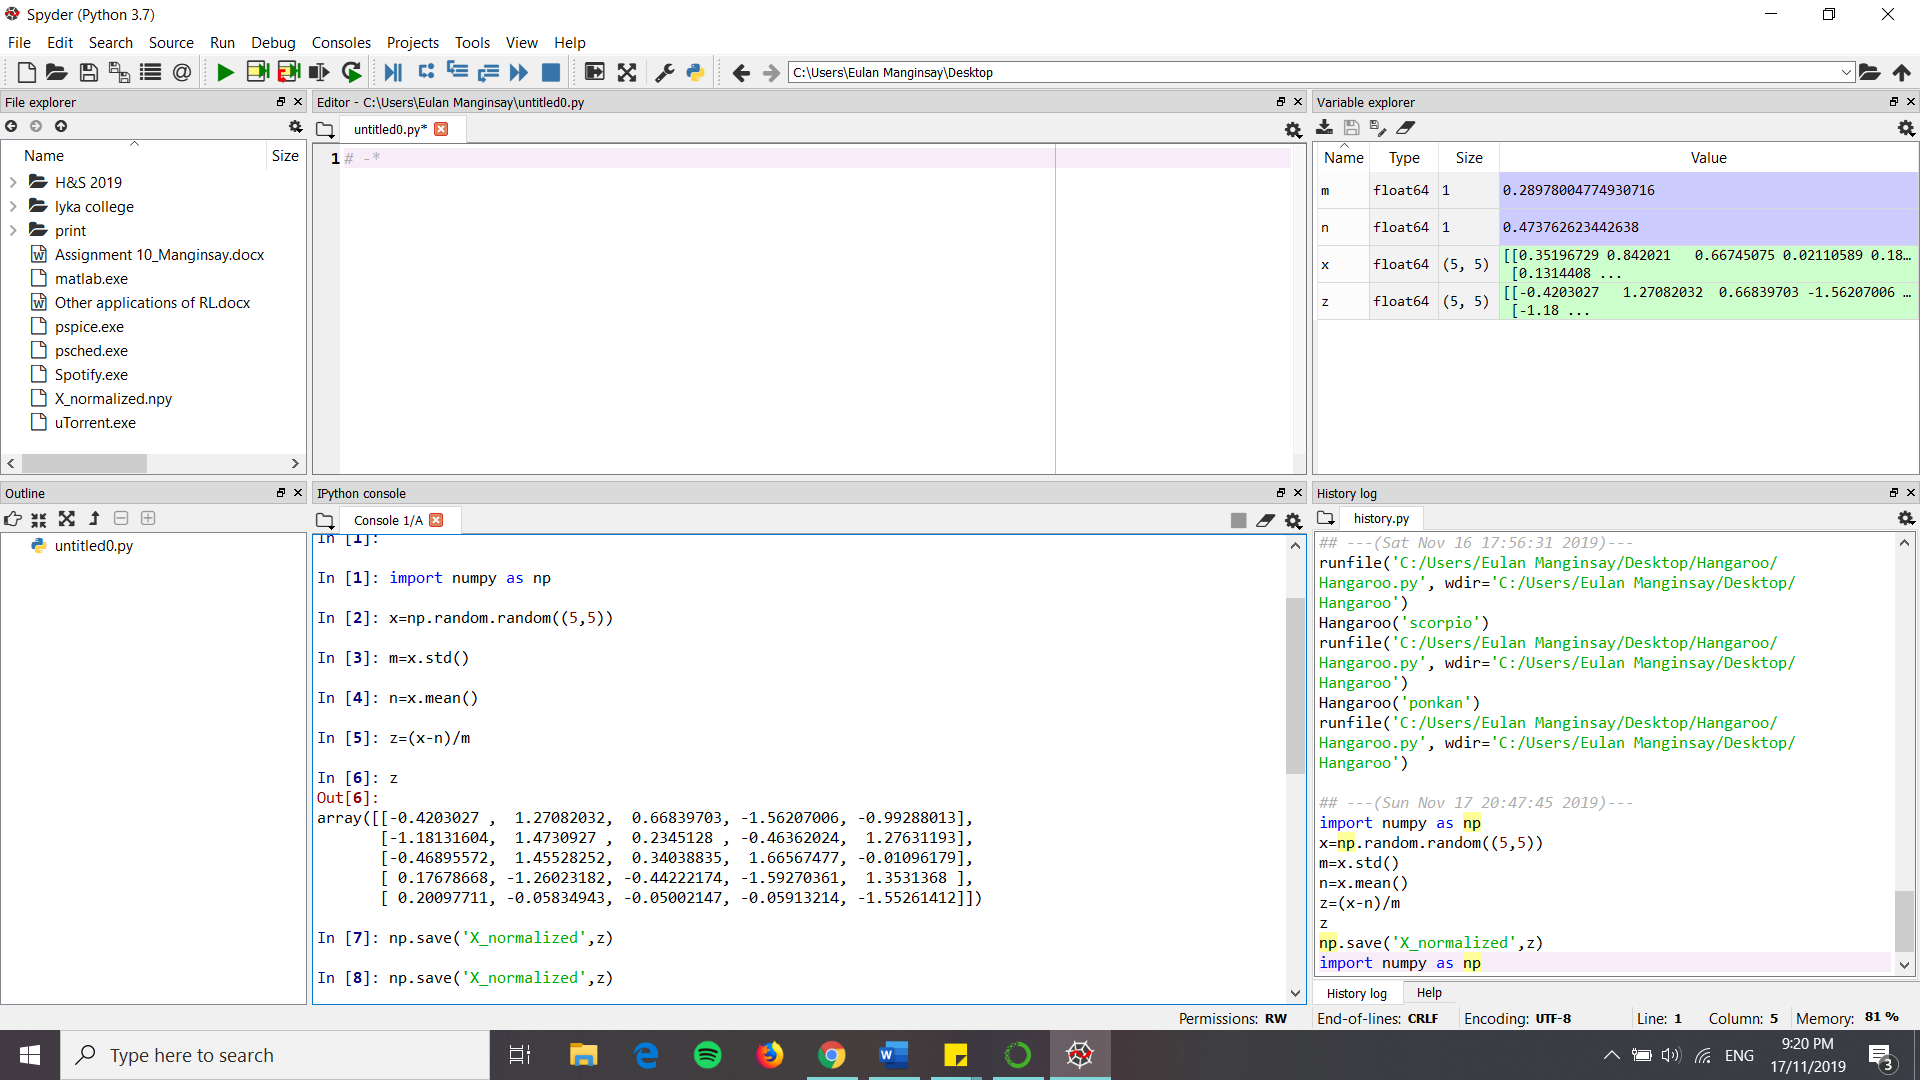 Spyder (Python 3.7)
File Edit Search Source Run Debug Consoles Projects Tools View Help
C:\Users\Eulan Manginsay\Desktop
File explorer
Name Size
H&S 2019
lyka college
print
Assignment 10_Manginsay.docx
matlab.exe
Other applications of RL.docx
pspice.exe
psched.exe
Spotify.exe
X_normalized.npy
uTorrent.exe
Outline
untitled0.py
Editor - C:\Users\Eulan Manginsay\untitled0.py
untitled0.py*
1 # -*
IPython console
Console 1/A
In [1]:
In [1]: import numpy as np
In [2]: x=np.random.random((5,5))
In [3]: m=x.std()
In [4]: n=x.mean()
In [5]: z=(x-n)/m
In [6]: z
Out[6]:
array([[-0.4203027 ,  1.27082032,  0.66839703, -1.56207006, -0.99288013],
       [-1.18131604,  1.4730927 ,  0.2345128 , -0.46362024,  1.27631193],
       [-0.46895572,  1.45528252,  0.34038835,  1.66567477, -0.01096179],
       [ 0.17678668, -1.26023182, -0.44222174, -1.59270361,  1.3531368 ],
       [ 0.20097711, -0.05834943, -0.05002147, -0.05913214, -1.55261412]])
In [7]: np.save('X_normalized',z)
In [8]: np.save('X_normalized',z)
Variable explorer
Name Type Size Value
m float64 1 0.28978004774930716
n float64 1 0.473762623442638
x float64 (5, 5) [[0.35196729 0.842021   0.66745075 0.02110589 0.18…
[0.1314408 ...
z float64 (5, 5) [[-0.4203027   1.27082032  0.66839703 -1.56207006 …
[-1.18 ...
History log
history.py
## ---(Sat Nov 16 17:56:31 2019)---
runfile('C:/Users/Eulan Manginsay/Desktop/Hangaroo/
Hangaroo.py', wdir='C:/Users/Eulan Manginsay/Desktop/
Hangaroo')
Hangaroo('scorpio')
runfile('C:/Users/Eulan Manginsay/Desktop/Hangaroo/
Hangaroo.py', wdir='C:/Users/Eulan Manginsay/Desktop/
Hangaroo')
Hangaroo('ponkan')
runfile('C:/Users/Eulan Manginsay/Desktop/Hangaroo/
Hangaroo.py', wdir='C:/Users/Eulan Manginsay/Desktop/
Hangaroo')
## ---(Sun Nov 17 20:47:45 2019)---
import numpy as np
x=np.random.random((5,5))
m=x.std()
n=x.mean()
z=(x-n)/m
z
np.save('X_normalized',z)
import numpy as np
History log Help
Permissions: RW End-of-lines: CRLF Encoding: UTF-8 Line: 1 Column: 5 Memory: 81 %
Type here to search
ENG
9:20 PM
17/11/2019
3